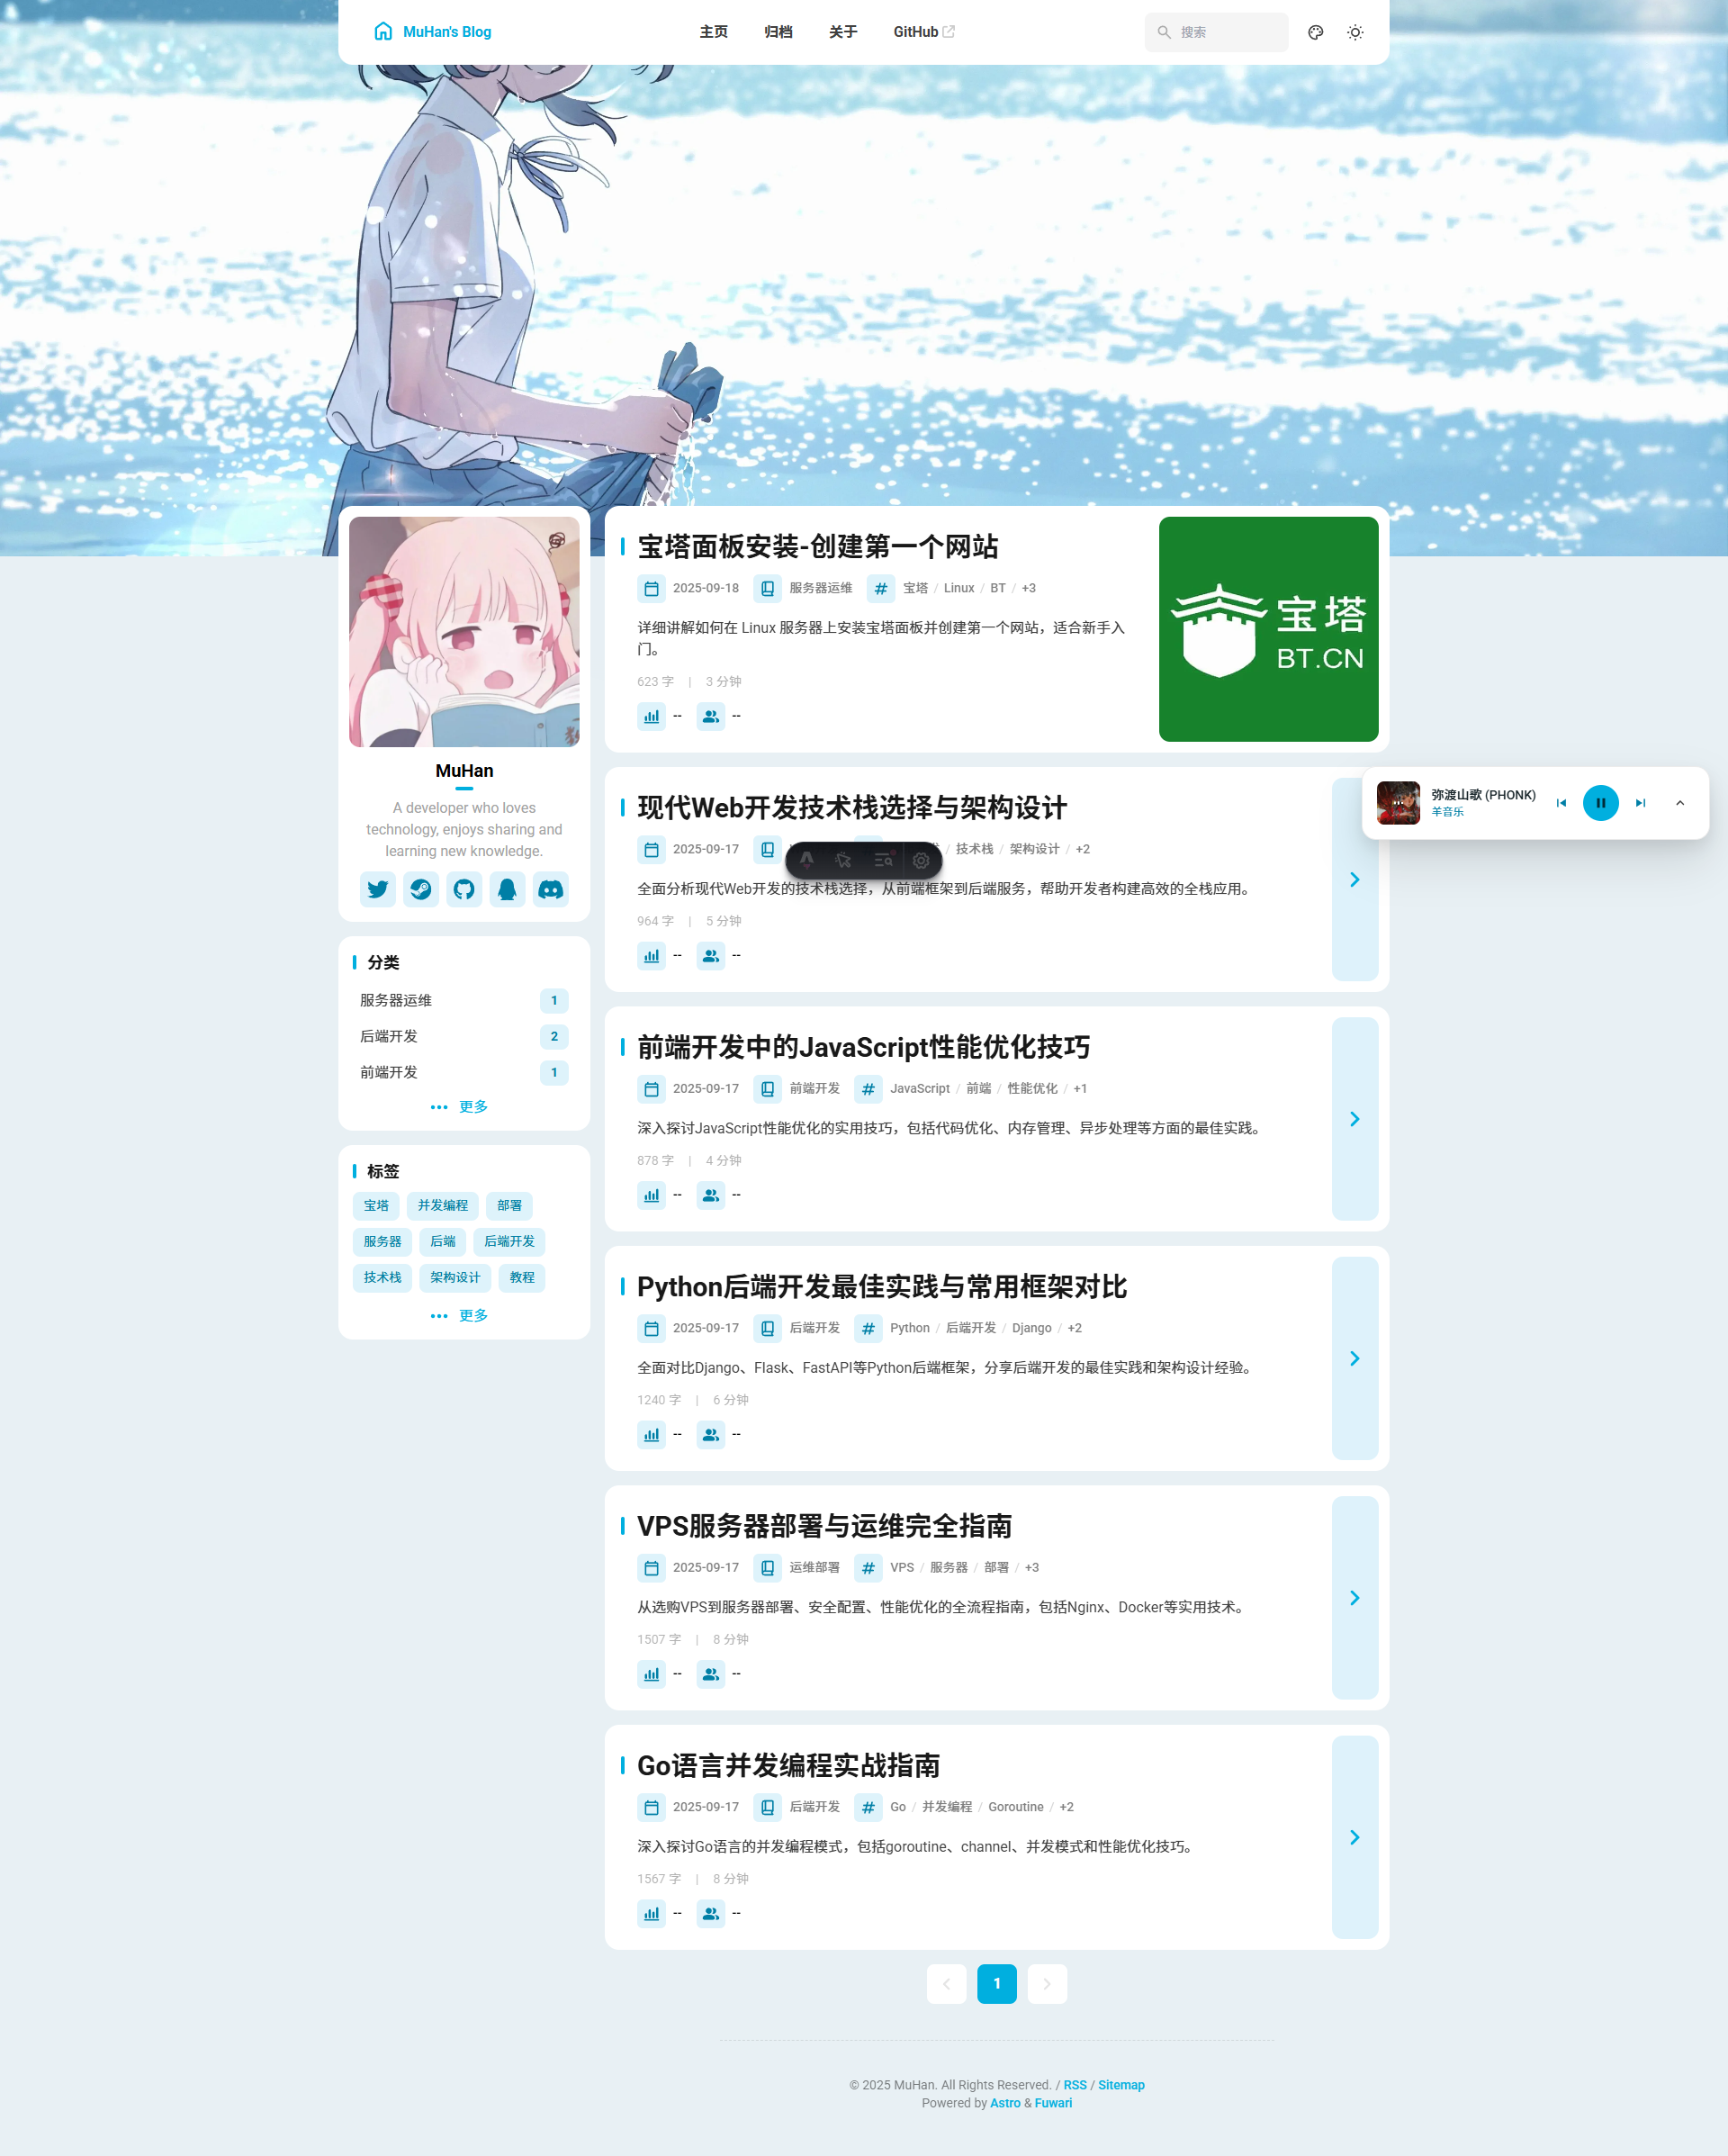 MuHan's Blog
主页
归档
关于
GitHub
搜索
宝塔面板安装-创建第一个网站
2025-09-18 服务器运维 宝塔 / Linux / BT / +3
详细讲解如何在 Linux 服务器上安装宝塔面板并创建第一个网站，适合新手入
门。
623 字 | 3 分钟
-- --
宝塔
BT.CN
MuHan
A developer who loves
technology, enjoys sharing and
learning new knowledge.
分类
服务器运维 1
后端开发 2
前端开发 1
更多
标签
宝塔 并发编程 部署
服务器 后端 后端开发
技术栈 架构设计 教程
更多
现代Web开发技术栈选择与架构设计
2025-09-17 / 技术栈 / 架构设计 / +2
全面分析现代Web开发的技术栈选择，从前端框架到后端服务，帮助开发者构建高效的全栈应用。
964 字 | 5 分钟
-- --
弥渡山歌 (PHONK)
羊音乐
前端开发中的JavaScript性能优化技巧
2025-09-17 前端开发 JavaScript / 前端 / 性能优化 / +1
深入探讨JavaScript性能优化的实用技巧，包括代码优化、内存管理、异步处理等方面的最佳实践。
878 字 | 4 分钟
-- --
Python后端开发最佳实践与常用框架对比
2025-09-17 后端开发 Python / 后端开发 / Django / +2
全面对比Django、Flask、FastAPI等Python后端框架，分享后端开发的最佳实践和架构设计经验。
1240 字 | 6 分钟
-- --
VPS服务器部署与运维完全指南
2025-09-17 运维部署 VPS / 服务器 / 部署 / +3
从选购VPS到服务器部署、安全配置、性能优化的全流程指南，包括Nginx、Docker等实用技术。
1507 字 | 8 分钟
-- --
Go语言并发编程实战指南
2025-09-17 后端开发 Go / 并发编程 / Goroutine / +2
深入探讨Go语言的并发编程模式，包括goroutine、channel、并发模式和性能优化技巧。
1567 字 | 8 分钟
-- --
1
© 2025 MuHan. All Rights Reserved. / RSS / Sitemap
Powered by Astro & Fuwari